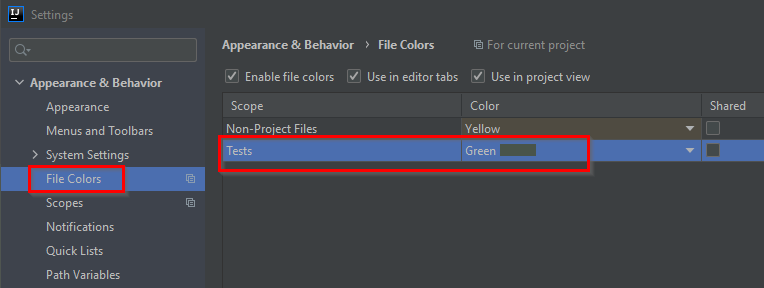 IJ Settings
Appearance & Behavior
Appearance
Menus and Toolbars
System Settings
File Colors
Scopes
Notifications
Quick Lists
Path Variables
Appearance & Behavior › File Colors For current project
Enable file colors Use in editor tabs Use in project view
Scope Color Shared
Non-Project Files Yellow
Tests Green